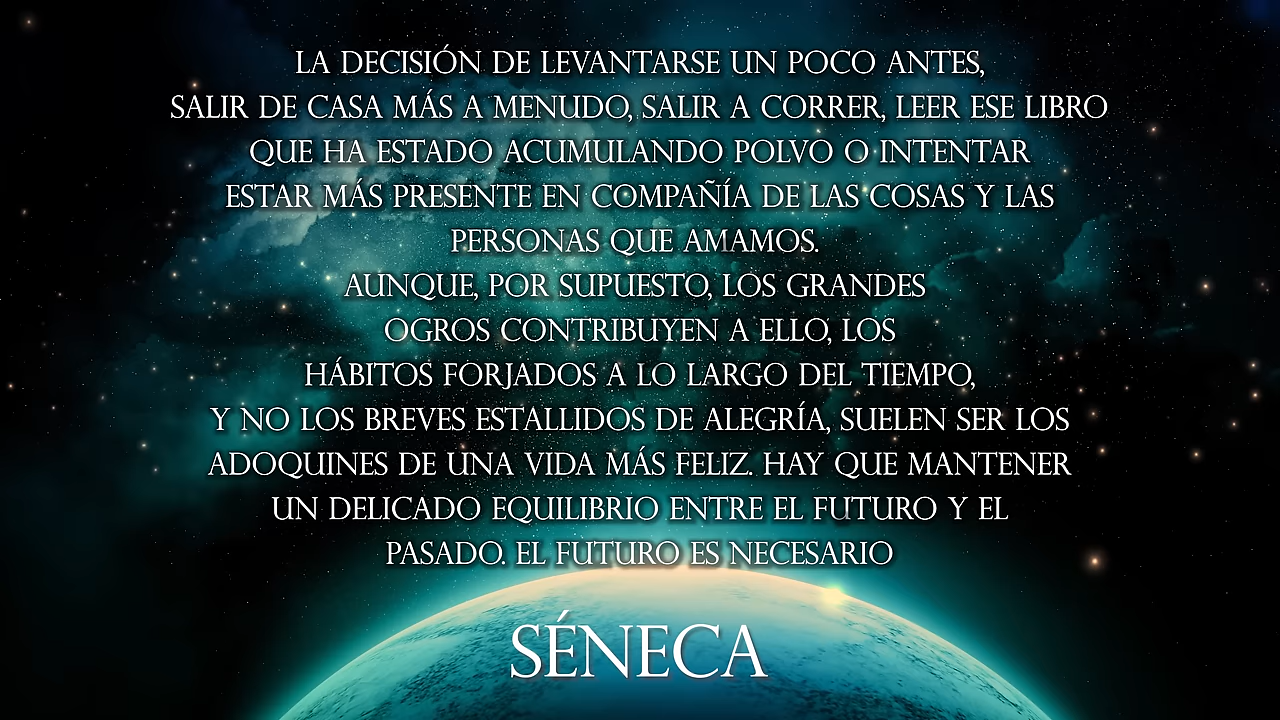 LA DECISIÓN DE LEVANTARSE UN POCO ANTES,
SALIR DE CASA MÁS A MENUDO, SALIR A CORRER, LEER ESE LIBRO
QUE HA ESTADO ACUMULANDO POLVO O INTENTAR
ESTAR MÁS PRESENTE EN COMPAÑÍA DE LAS COSAS Y LAS
PERSONAS QUE AMAMOS.
AUNQUE, POR SUPUESTO, LOS GRANDES
OGROS CONTRIBUYEN A ELLO, LOS
HÁBITOS FORJADOS A LO LARGO DEL TIEMPO,
Y NO LOS BREVES ESTALLIDOS DE ALEGRÍA, SUELEN SER LOS
ADOQUINES DE UNA VIDA MÁS FELIZ. HAY QUE MANTENER
UN DELICADO EQUILIBRIO ENTRE EL FUTURO Y EL
PASADO. EL FUTURO ES NECESARIO
SÉNECA